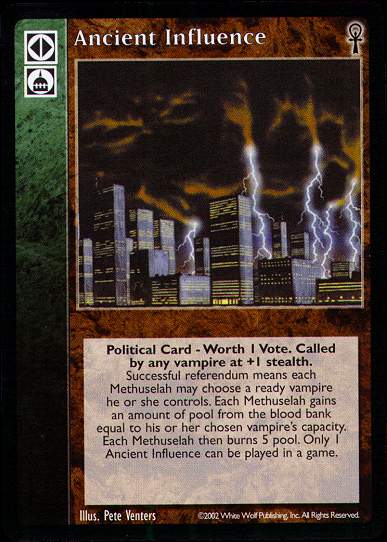 Ancient Influence
Political Card - Worth 1 Vote. Called
by any vampire at +1 stealth.
Successful referendum means each
Methuselah may choose a ready vampire
he or she controls. Each Methuselah gains
an amount of pool from the blood bank
equal to his or her chosen vampire's capacity.
Each Methuselah then burns 5 pool. Only 1
Ancient Influence can be played in a game.
Illus. Pete Venters
©2002 White Wolf Publishing, Inc. All Rights Reserved.